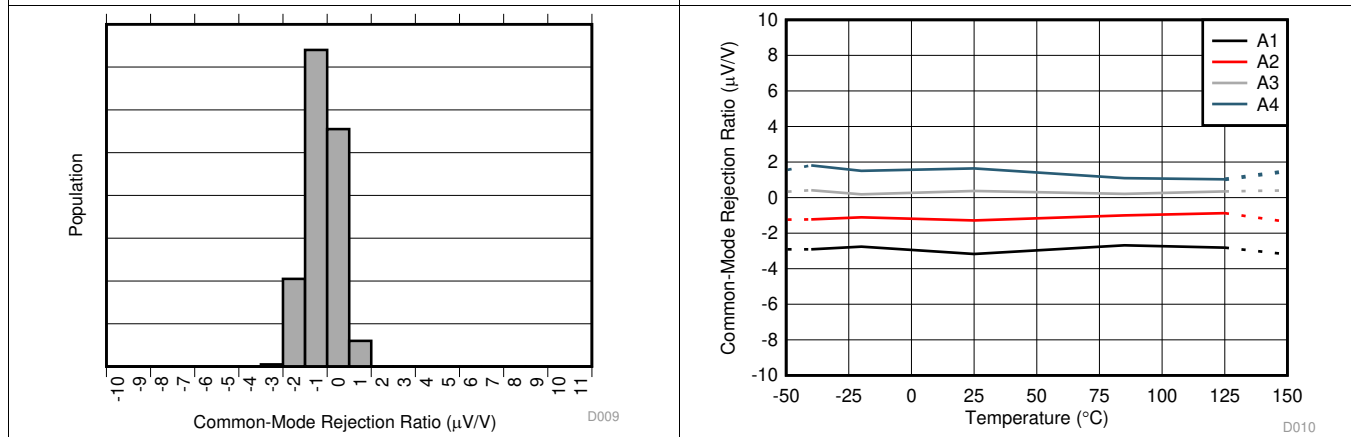 Population
-10 -9 -8 -7 -6 -5 -4 -3 -2 -1 0 1 2 3 4 5 6 7 8 9 10 11
Common-Mode Rejection Ratio (µV/V)
D009
Common-Mode Rejection Ratio (µV/V)
10
8
6
4
2
0
-2
-4
-6
-8
-10
A1
A2
A3
A4
-50 -25 0 25 50 75 100 125 150
Temperature (°C)
D010